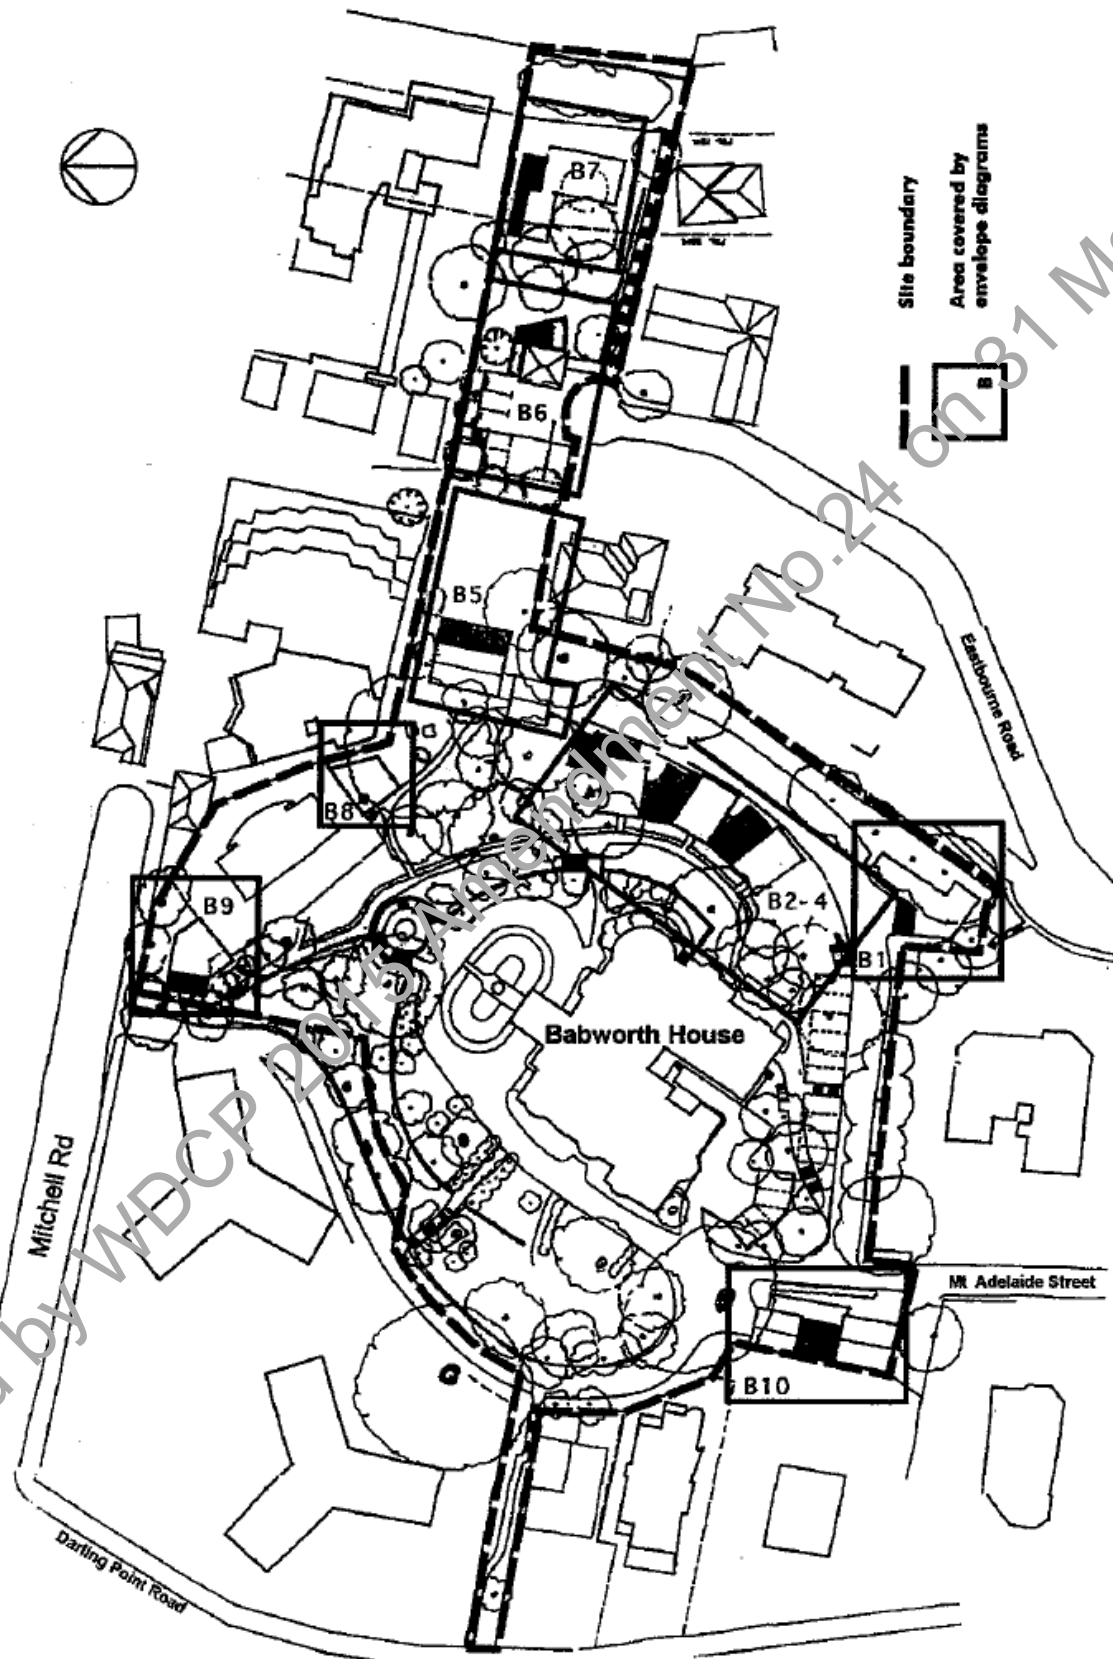 B7
Site boundary
Area covered by
envelope diagrams
B
B6
B5
Eastbourne Road
B8
B9
B2-4
B1
Babworth House
Mitchell Rd
Mt Adelaide Street
B10
Darling Point Road
by WDCP 2015 Amendment No.24 on 31 M